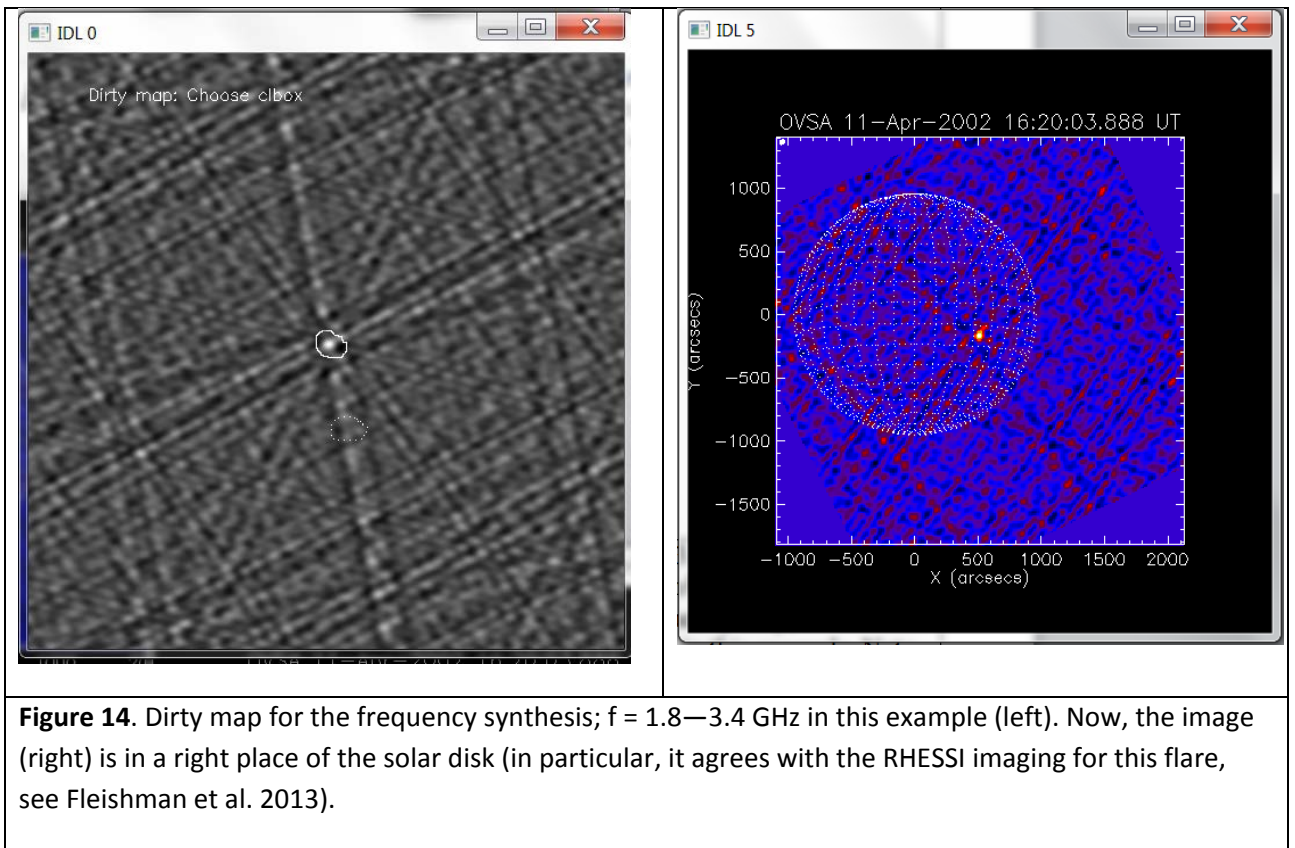 IDL 0
Dirty map: Choose clbox
IDL 5
OVSA 11-Apr-2002 16:20:03.888 UT
1000
500
0
-500
-1000
-1500
Y (arcsecs)
-1000 -500 0 500 1000 1500 2000
X (arcsecs)
Figure 14. Dirty map for the frequency synthesis; f = 1.8—3.4 GHz in this example (left). Now, the image
(right) is in a right place of the solar disk (in particular, it agrees with the RHESSI imaging for this flare,
see Fleishman et al. 2013).